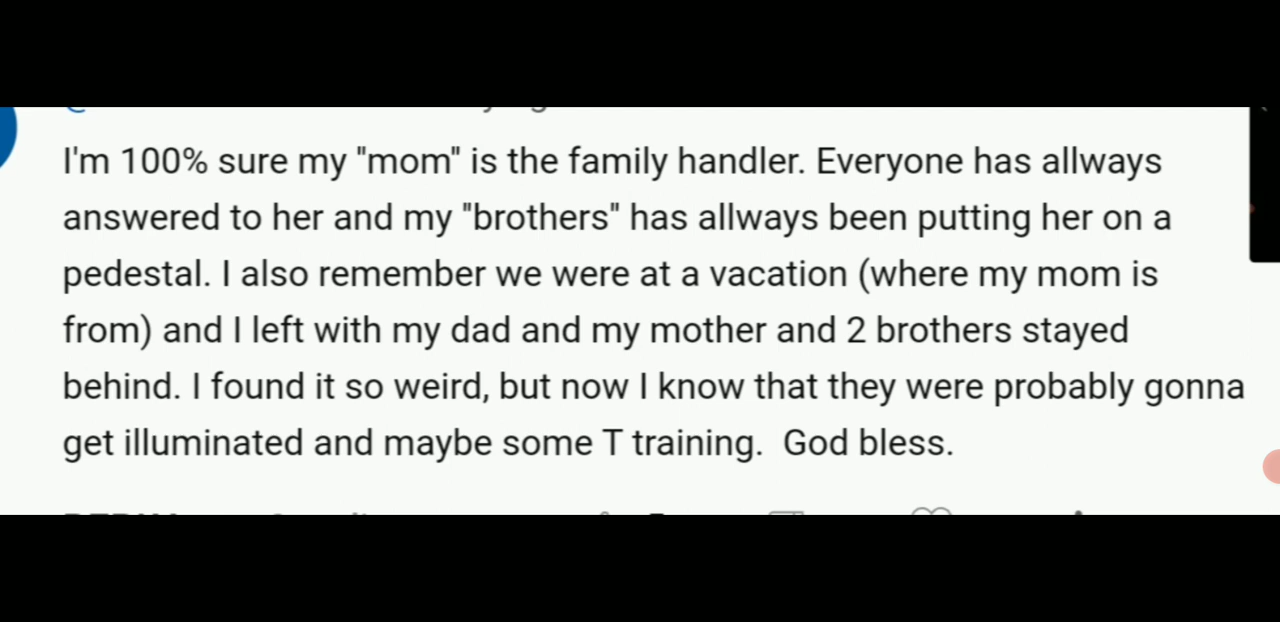 I'm 100% sure my "mom" is the family handler. Everyone has allways
answered to her and my "brothers" has allways been putting her on a
pedestal. I also remember we were at a vacation (where my mom is
from) and I left with my dad and my mother and 2 brothers stayed
behind. I found it so weird, but now I know that they were probably gonna
get illuminated and maybe some T training.  God bless.